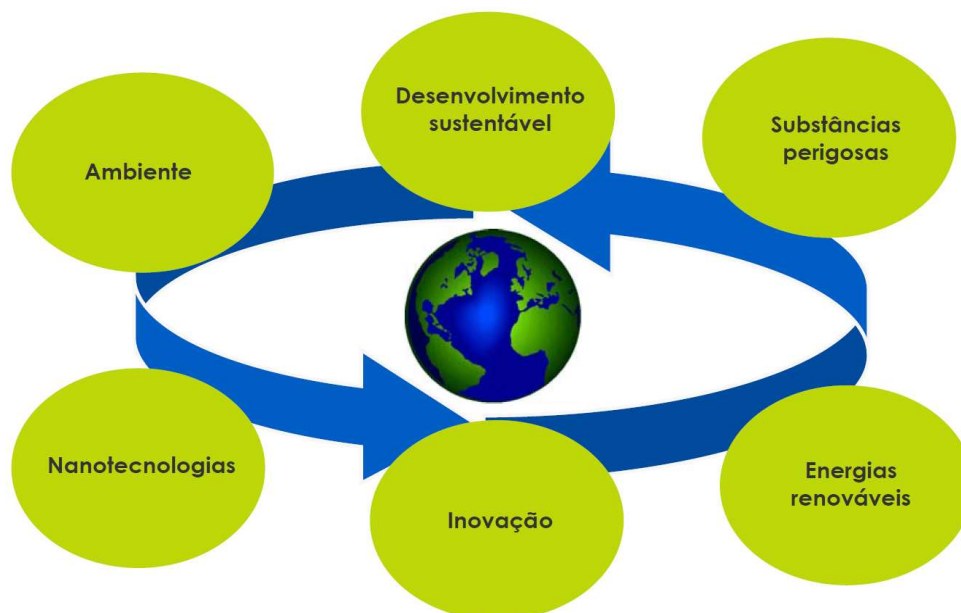 Desenvolvimento
sustentável
Substâncias
perigosas
Ambiente
Nanotecnologias
Inovação
Energias
renováveis